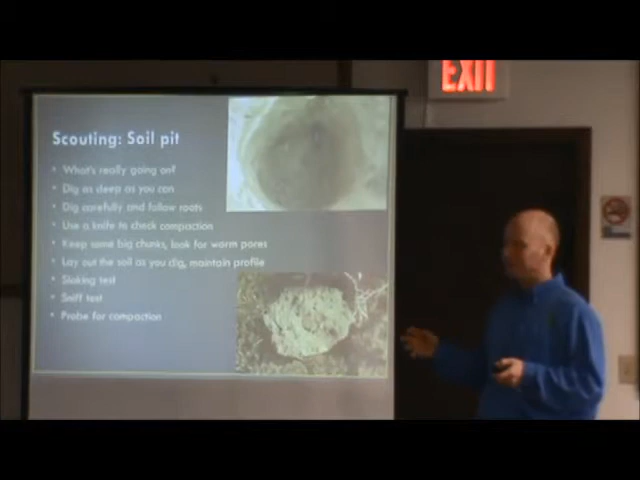 EXIT
Scouting: Soil pit
• What's really going on?
• Dig as deep as you can
• Dig carefully and follow roots
• Use a knife to check compaction
• Keep some big chunks, look for worm pores
• Lay out the soil as you dig, maintain profile
• Slaking test
• Sniff test
• Probe for compaction